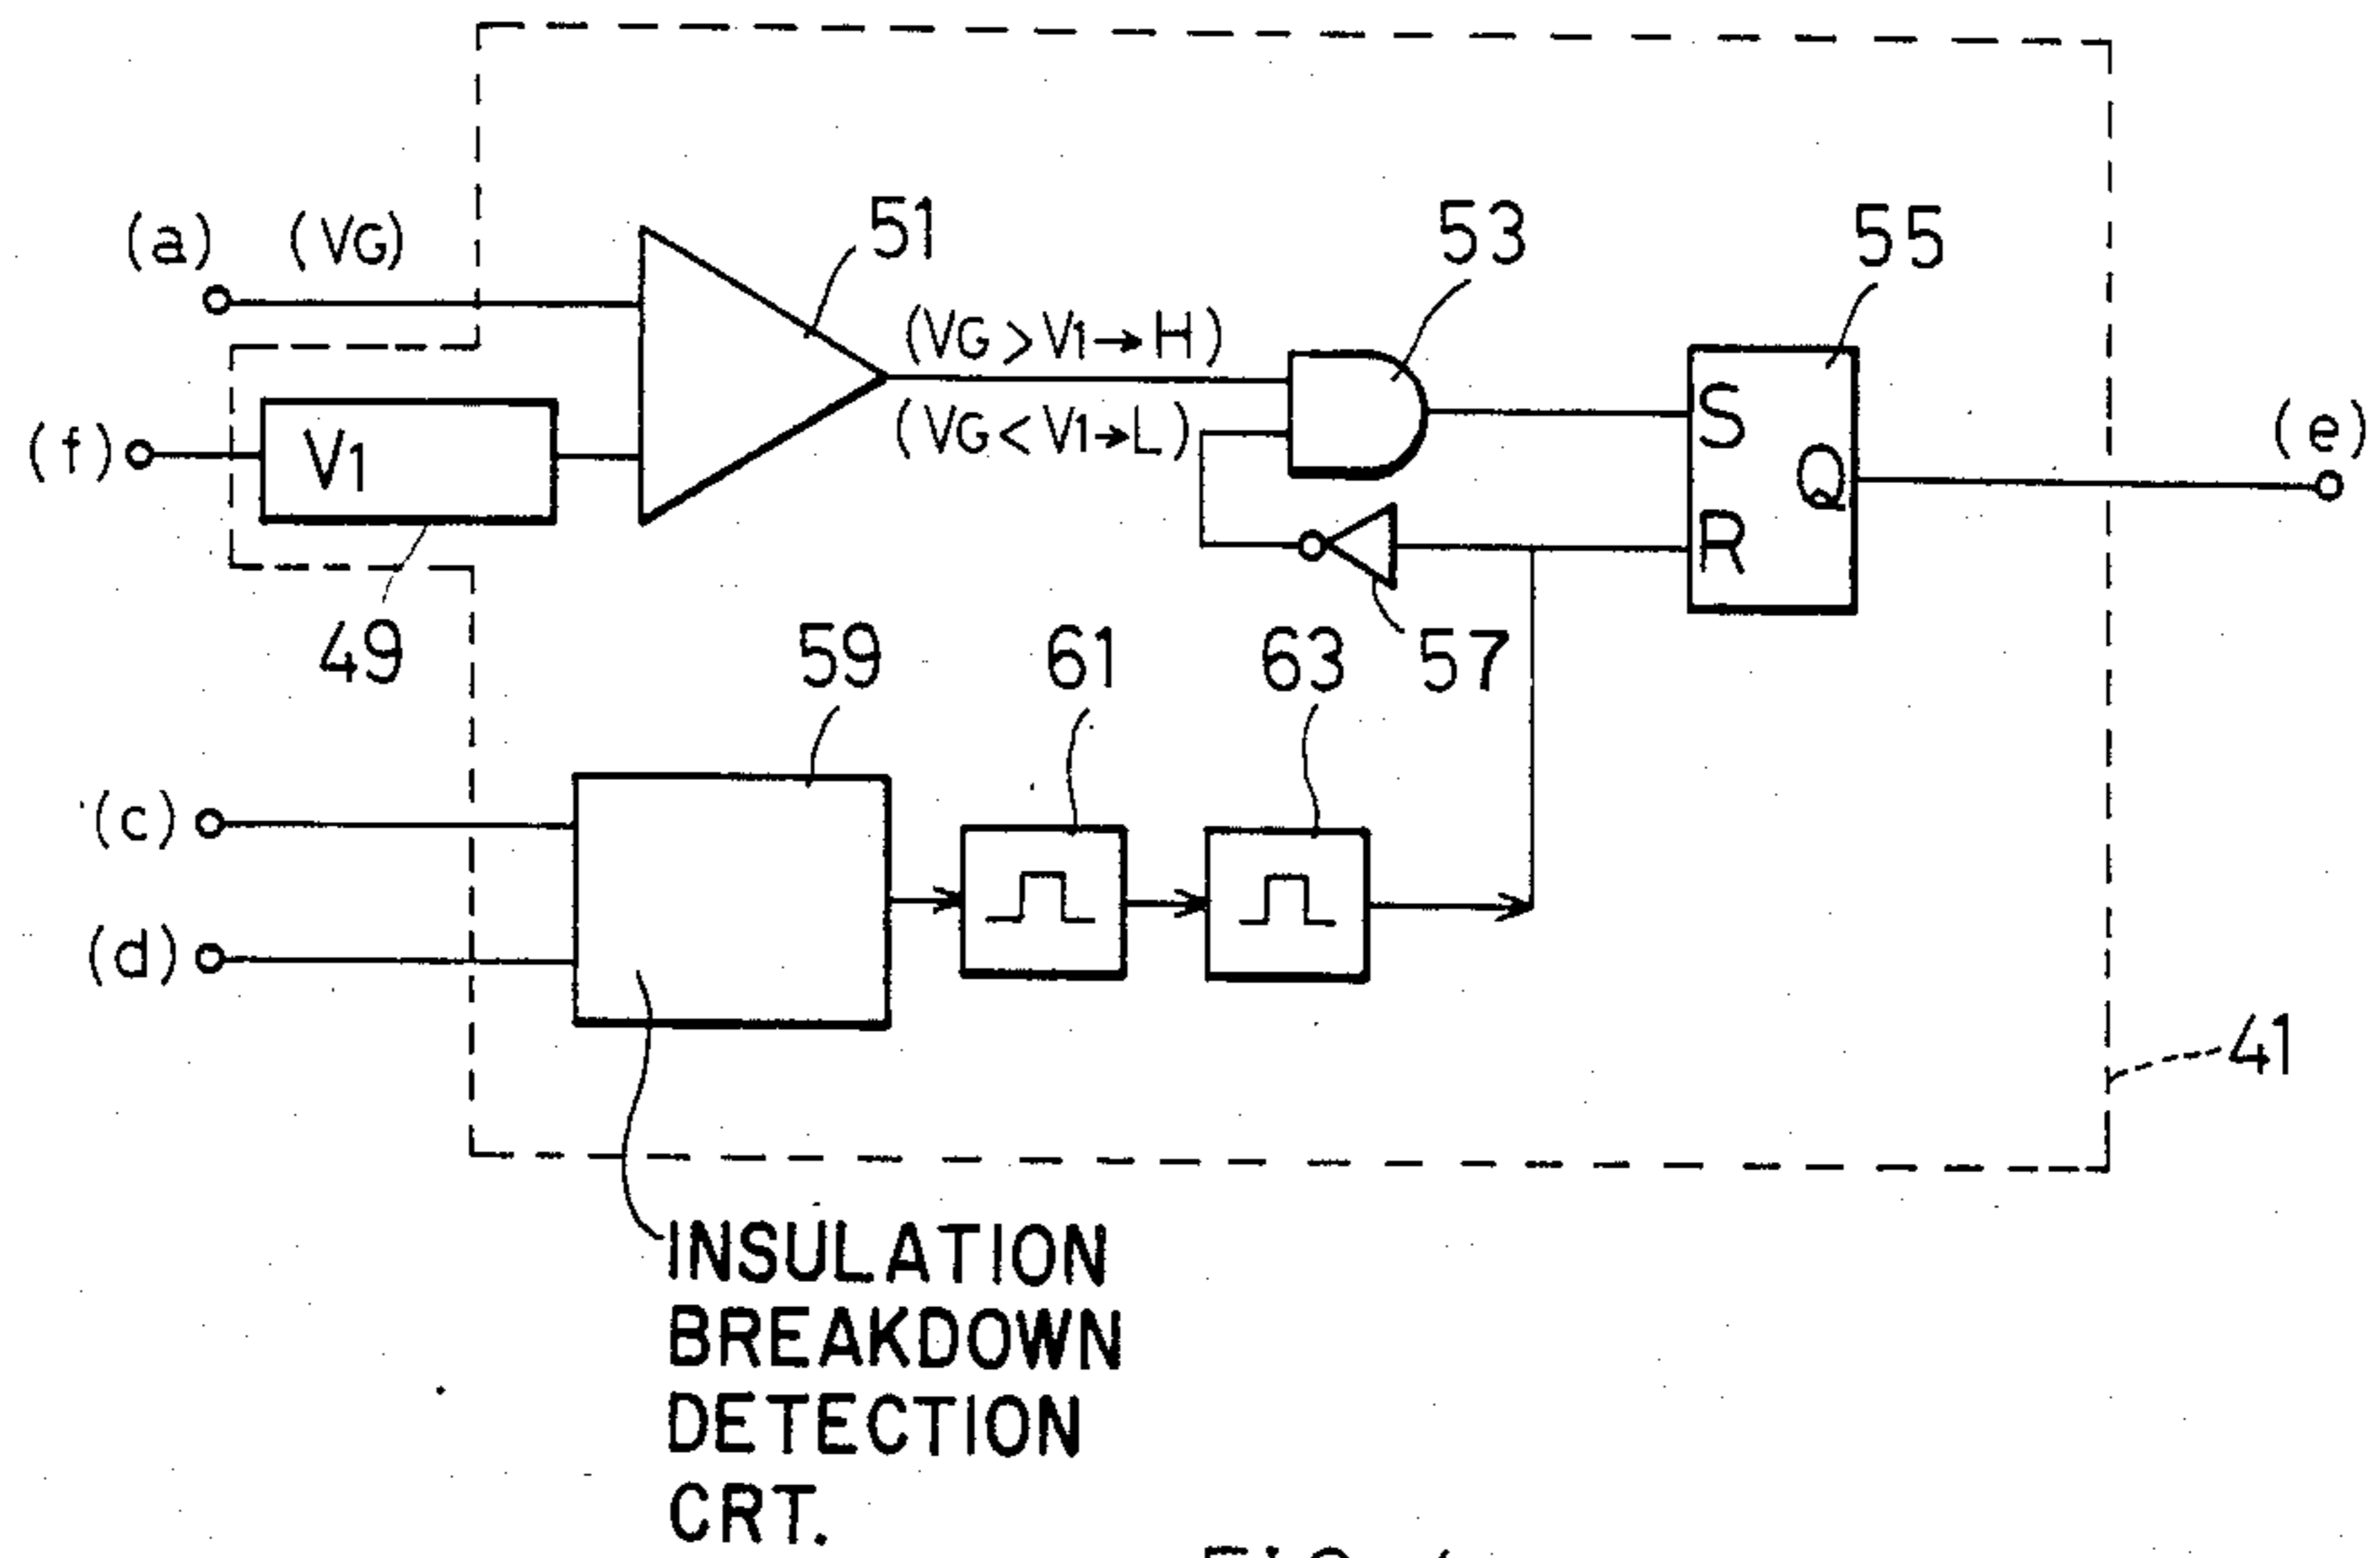 (a) (VG)
51
53
55
(VG>V1→H)
(f)
V1
(VG<V1→L)
S
Q
(e)
R
49
59
61
63
57
(c)
(d)
41
INSULATION
BREAKDOWN
DETECTION
CRT.